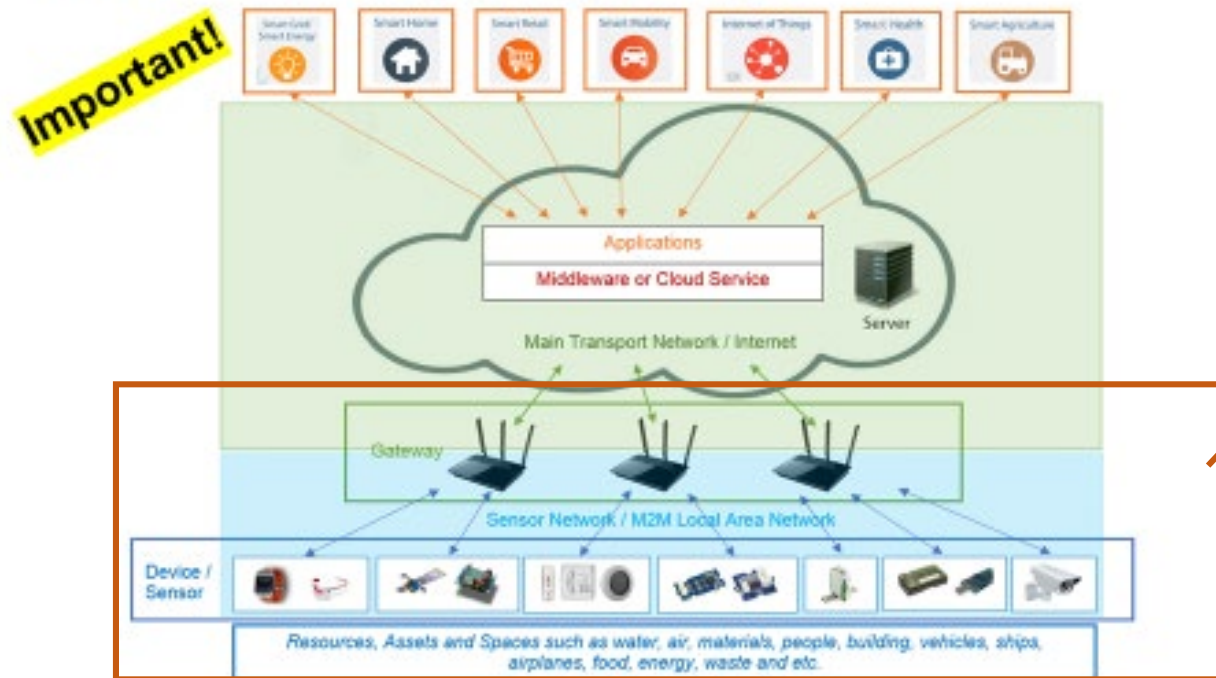 Important!
Smart Grid/
Smart Energy
Smart Home
Smart Retail
Smart Mobility
Internet of Things
Smart Health
Smart Agriculture
Applications
Middleware or Cloud Service
Server
Main Transport Network / Internet
Gateway
Sensor Network / M2M Local Area Network
Device /
Sensor
Resources, Assets and Spaces such as water, air, materials, people, building, vehicles, ships,
airplanes, food, energy, waste and etc.